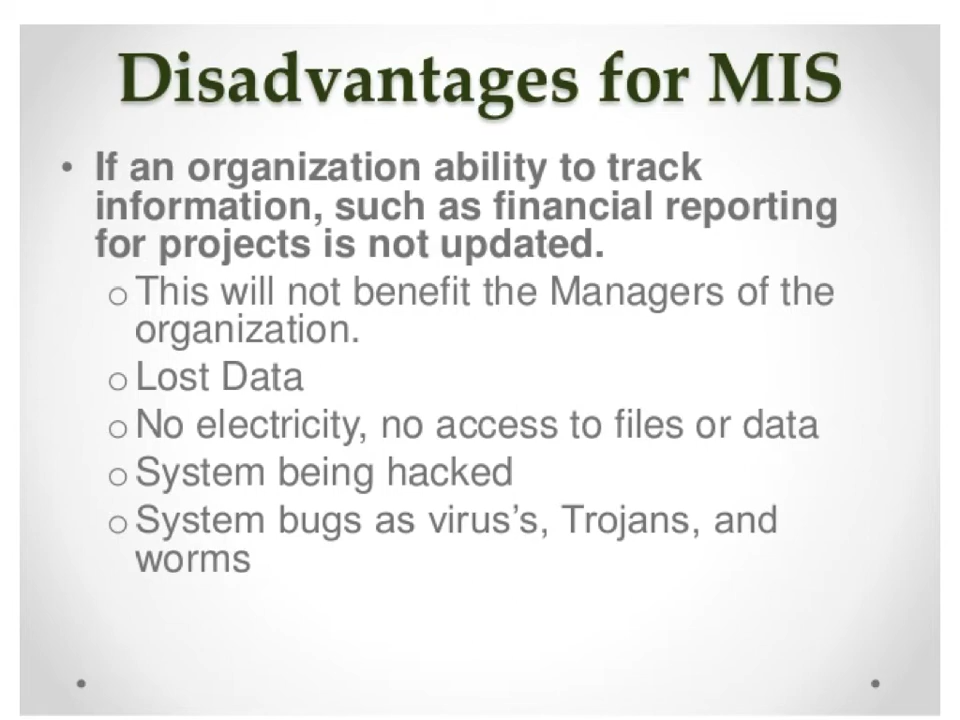 Disadvantages for MIS
• If an organization ability to track
information, such as financial reporting
for projects is not updated.
o This will not benefit the Managers of the
organization.
o Lost Data
o No electricity, no access to files or data
o System being hacked
o System bugs as virus’s, Trojans, and
worms